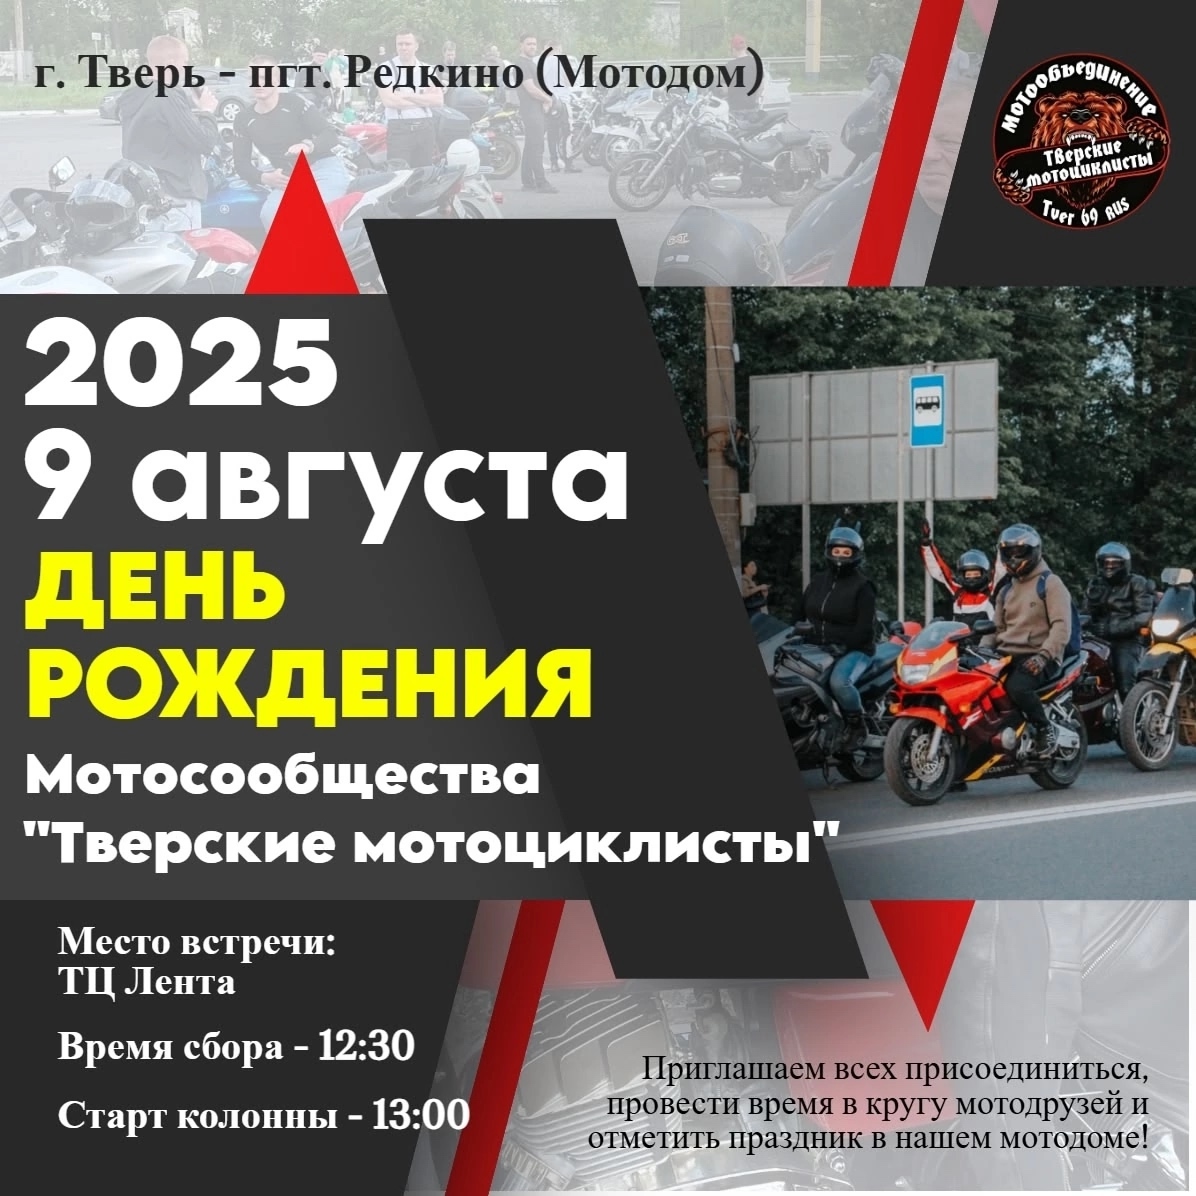 г. Тверь - пгт. Редкино (Мотодом)
Мотообъединение
Тверские
мотоциклисты
Tver 69 RUS
2025
9 августа
ДЕНЬ
РОЖДЕНИЯ
Мотосообщества
"Тверские мотоциклисты"
Место встречи:
ТЦ Лента
Время сбора - 12:30
Старт колонны - 13:00
Приглашаем всех присоединиться,
провести время в кругу мотодрузей и
отметить праздник в нашем мотодоме!